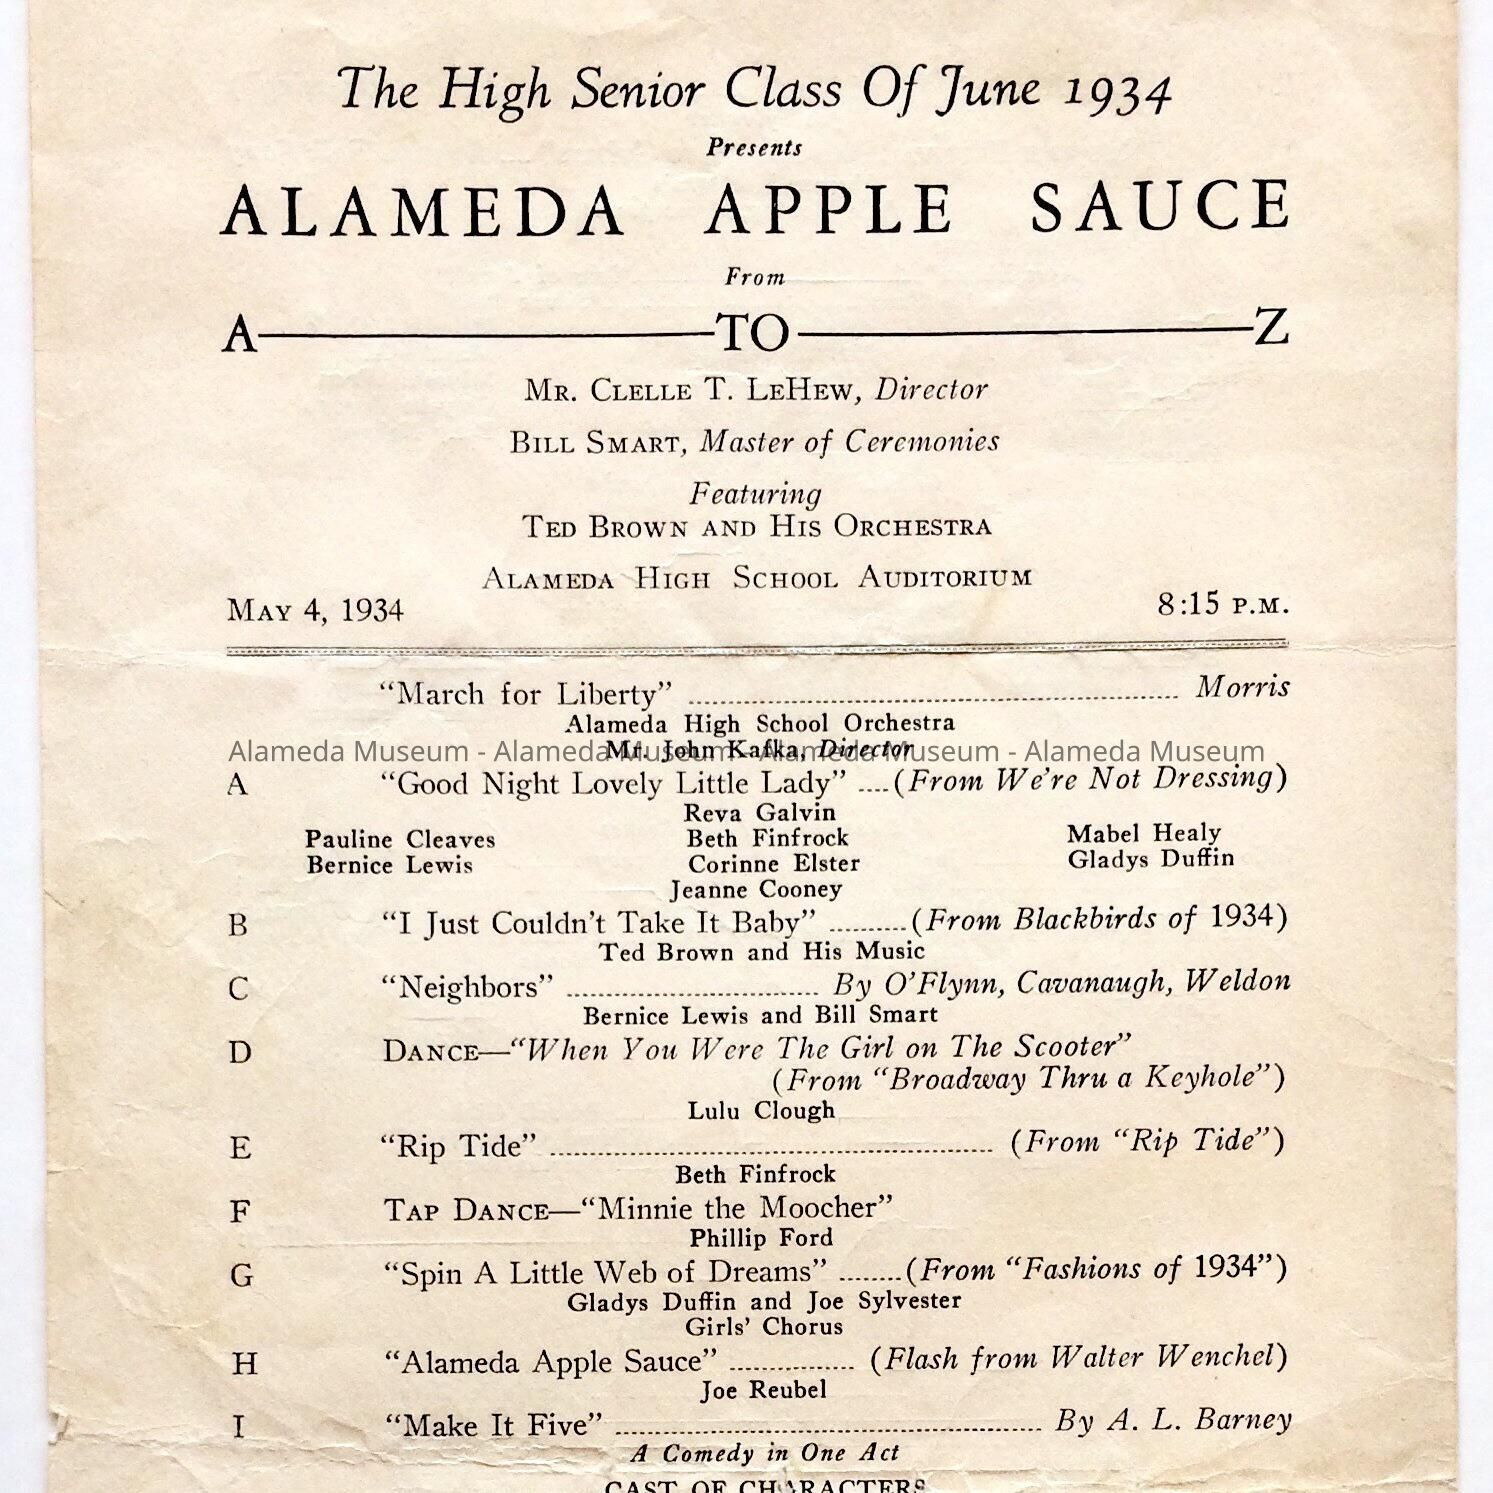 The High Senior Class Of June 1934
Presents
ALAMEDA APPLE SAUCE
From
A—TO—Z
MR. CLELLE T. LEHEW, Director
BILL SMART, Master of Ceremonies
Featuring
TED BROWN AND HIS ORCHESTRA
ALAMEDA HIGH SCHOOL AUDITORIUM
MAY 4, 1934 8:15 P.M.
“March for Liberty” .......... Morris
Alameda High School Orchestra
Mr. John Kafka, Director
Alameda Museum - Alameda Museum - Alameda Museum - Alameda Museum
A “Good Night Lovely Little Lady” ....(From We’re Not Dressing)
Reva Galvin
Pauline Cleaves Beth Finfrock Mabel Healy
Bernice Lewis Corinne Elster Gladys Duffin
Jeanne Cooney
B “I Just Couldn’t Take It Baby” ..........(From Blackbirds of 1934)
Ted Brown and His Music
C “Neighbors” .......... By O’Flynn, Cavanaugh, Weldon
Bernice Lewis and Bill Smart
D DANCE—“When You Were The Girl on The Scooter”
(From “Broadway Thru a Keyhole”)
Lulu Clough
E “Rip Tide” .......... (From “Rip Tide”)
Beth Finfrock
F TAP DANCE—“Minnie the Moocher”
Phillip Ford
G “Spin A Little Web of Dreams” ........(From “Fashions of 1934”)
Gladys Duffin and Joe Sylvester
Girls’ Chorus
H “Alameda Apple Sauce” .......... (Flash from Walter Wenchel)
Joe Reubel
I “Make It Five” .......... By A. L. Barney
A Comedy in One Act
CAST OF CHARACTERS